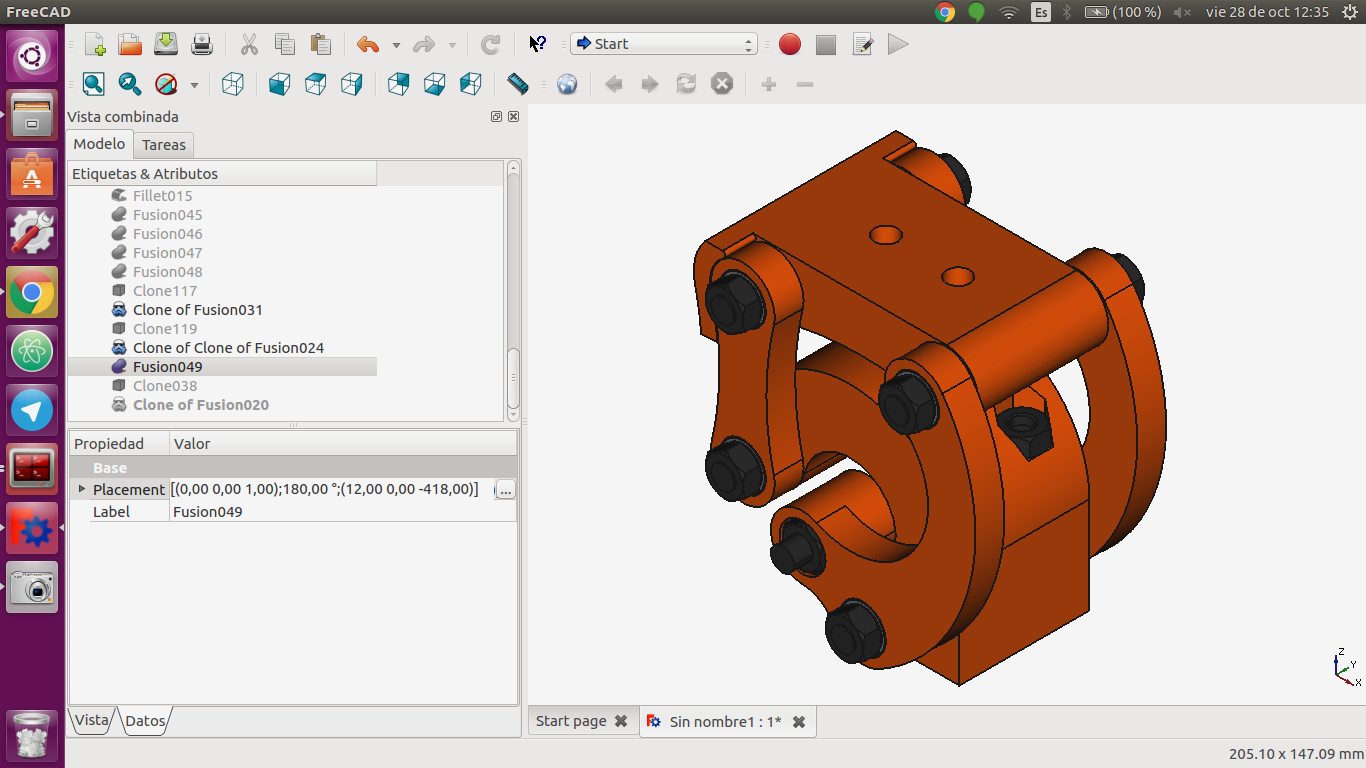 FreeCAD
Es
(100 %)
vie 28 de oct 12:35
Start
Vista combinada
Modelo
Tareas
Etiquetas & Atributos
Fillet015
Fusion045
Fusion046
Fusion047
Fusion048
Clone117
Clone of Fusion031
Clone119
Clone of Clone of Fusion024
Fusion049
Clone038
Clone of Fusion020
Propiedad Valor
Base
Placement [(0,00 0,00 1,00);180,00 °;(12,00 0,00 -418,00)] ...
Label Fusion049
Z
Y
X
Vista
Datos
Start page
Sin nombre1 : 1*
205.10 x 147.09 mm